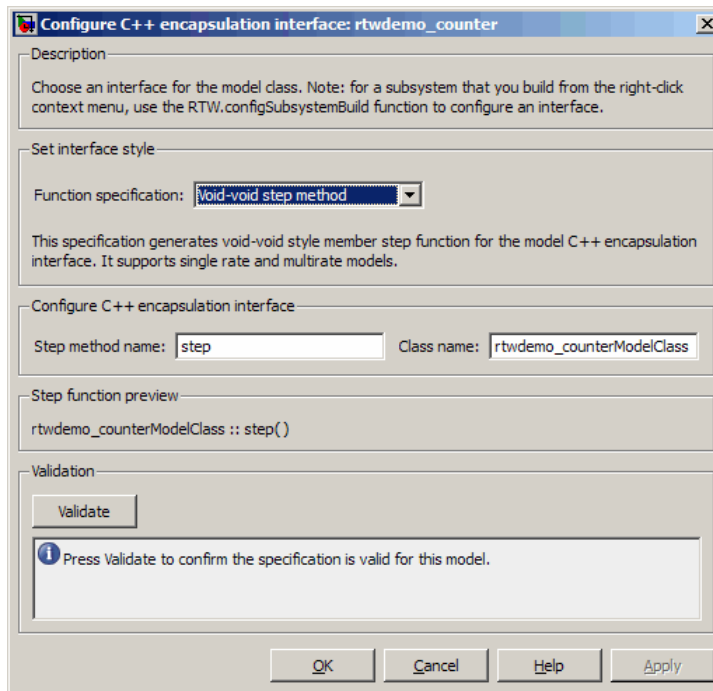 Configure C++ encapsulation interface: rtwdemo_counter
Description
Choose an interface for the model class. Note: for a subsystem that you build from the right-click
context menu, use the RTW.configSubsystemBuild function to configure an interface.
Set interface style
Function specification: Void-void step method
This specification generates void-void style member step function for the model C++ encapsulation
interface. It supports single rate and multirate models.
Configure C++ encapsulation interface
Step method name: step Class name: rtwdemo_counterModelClass
Step function preview
rtwdemo_counterModelClass :: step()
Validation
Validate
Press Validate to confirm the specification is valid for this model.
OK Cancel Help Apply